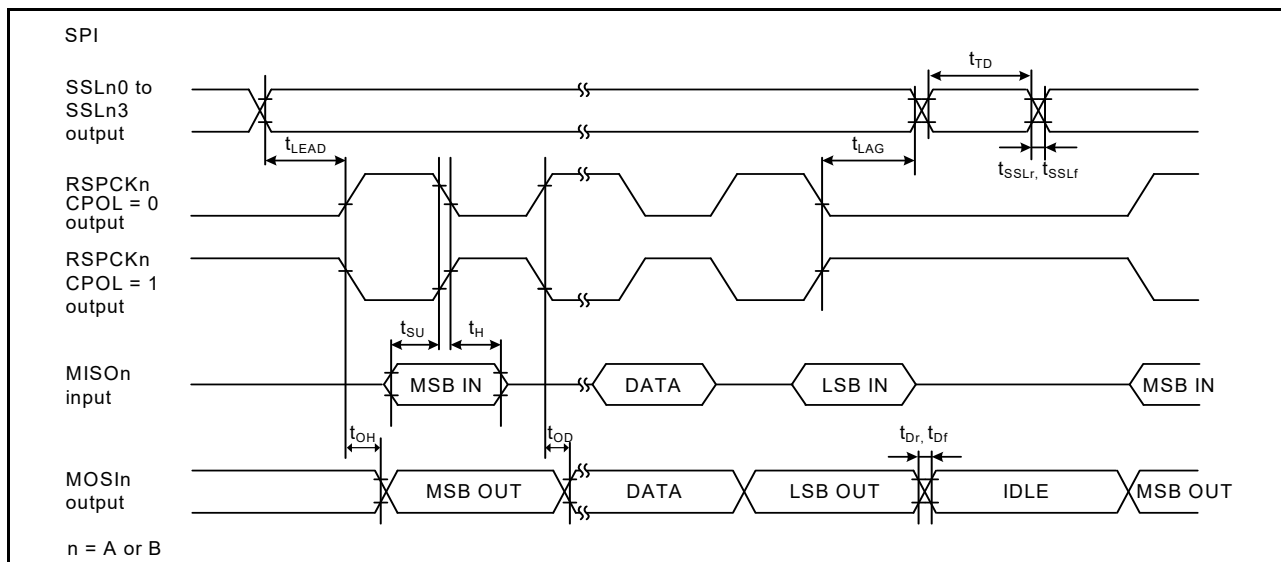 SPI
SSLn0 to
SSLn3
output
tTD
tLEAD
tLAG
tSSLr, tSSLf
RSPCKn
CPOL = 0
output
RSPCKn
CPOL = 1
output
tSU
tH
MISOn
input
MSB IN
DATA
LSB IN
MSB IN
tOH
tOD
tDr, tDf
MOSIn
output
MSB OUT
DATA
LSB OUT
IDLE
MSB OUT
n = A or B